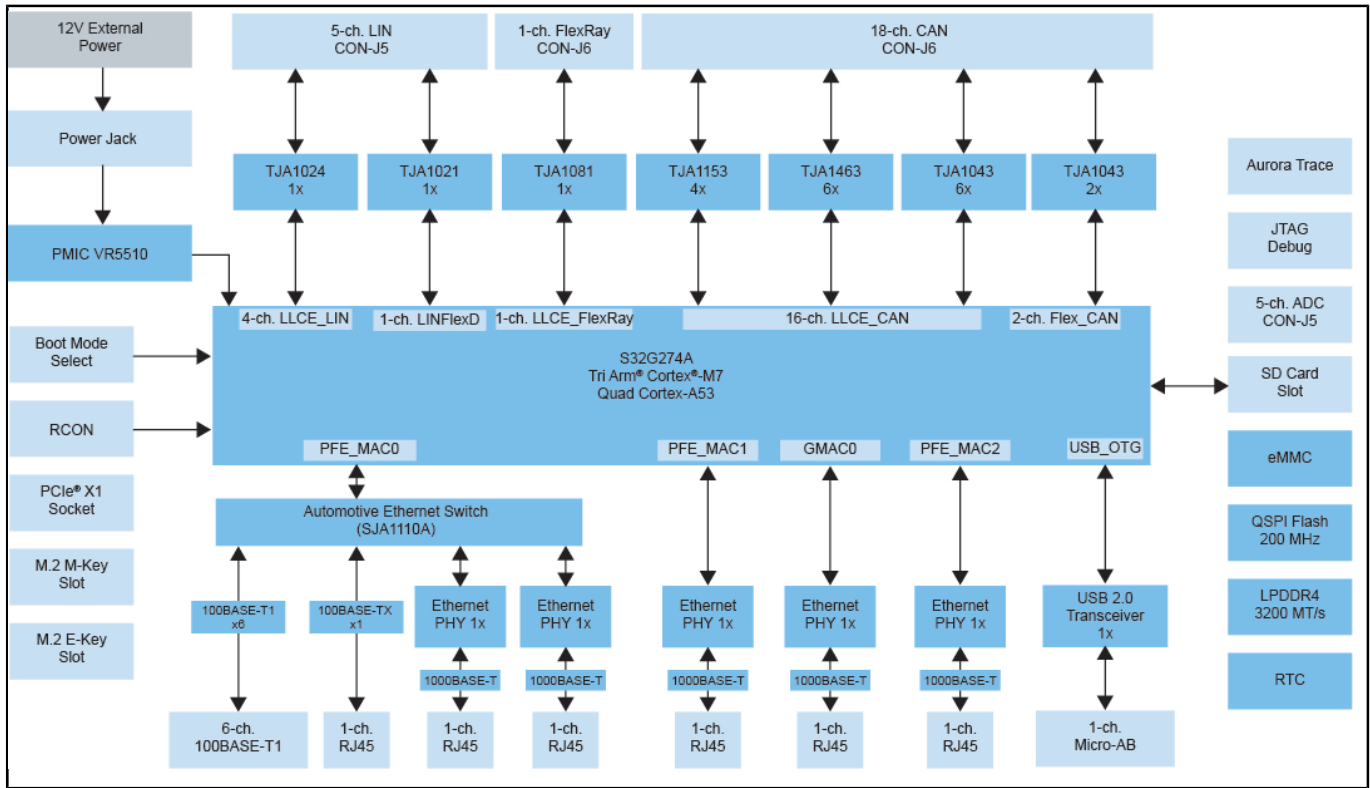 12V External
Power
5-ch. LIN
CON-J5
1-ch. FlexRay
CON-J6
18-ch. CAN
CON-J6
Power Jack
TJA1024
1x
TJA1021
1x
TJA1081
1x
TJA1153
4x
TJA1463
6x
TJA1043
6x
TJA1043
2x
Aurora Trace
PMIC VR5510
JTAG
Debug
4-ch. LLCE_LIN
1-ch. LINFlexD
1-ch. LLCE_FlexRay
16-ch. LLCE_CAN
2-ch. Flex_CAN
5-ch. ADC
CON-J5
Boot Mode
Select
S32G274A
Tri Arm® Cortex®-M7
Quad Cortex-A53
SD Card
Slot
RCON
PFE_MAC0
PFE_MAC1
GMAC0
PFE_MAC2
USB_OTG
eMMC
PCIe® X1
Socket
Automotive Ethernet Switch
(SJA1110A)
QSPI Flash
200 MHz
M.2 M-Key
Slot
100BASE-T1
x6
100BASE-TX
x1
Ethernet
PHY 1x
Ethernet
PHY 1x
Ethernet
PHY 1x
Ethernet
PHY 1x
Ethernet
PHY 1x
USB 2.0
Transceiver
1x
LPDDR4
3200 MT/s
M.2 E-Key
Slot
1000BASE-T
1000BASE-T
1000BASE-T
1000BASE-T
1000BASE-T
RTC
6-ch.
100BASE-T1
1-ch.
RJ45
1-ch.
RJ45
1-ch.
RJ45
1-ch.
RJ45
1-ch.
RJ45
1-ch.
RJ45
1-ch.
Micro-AB